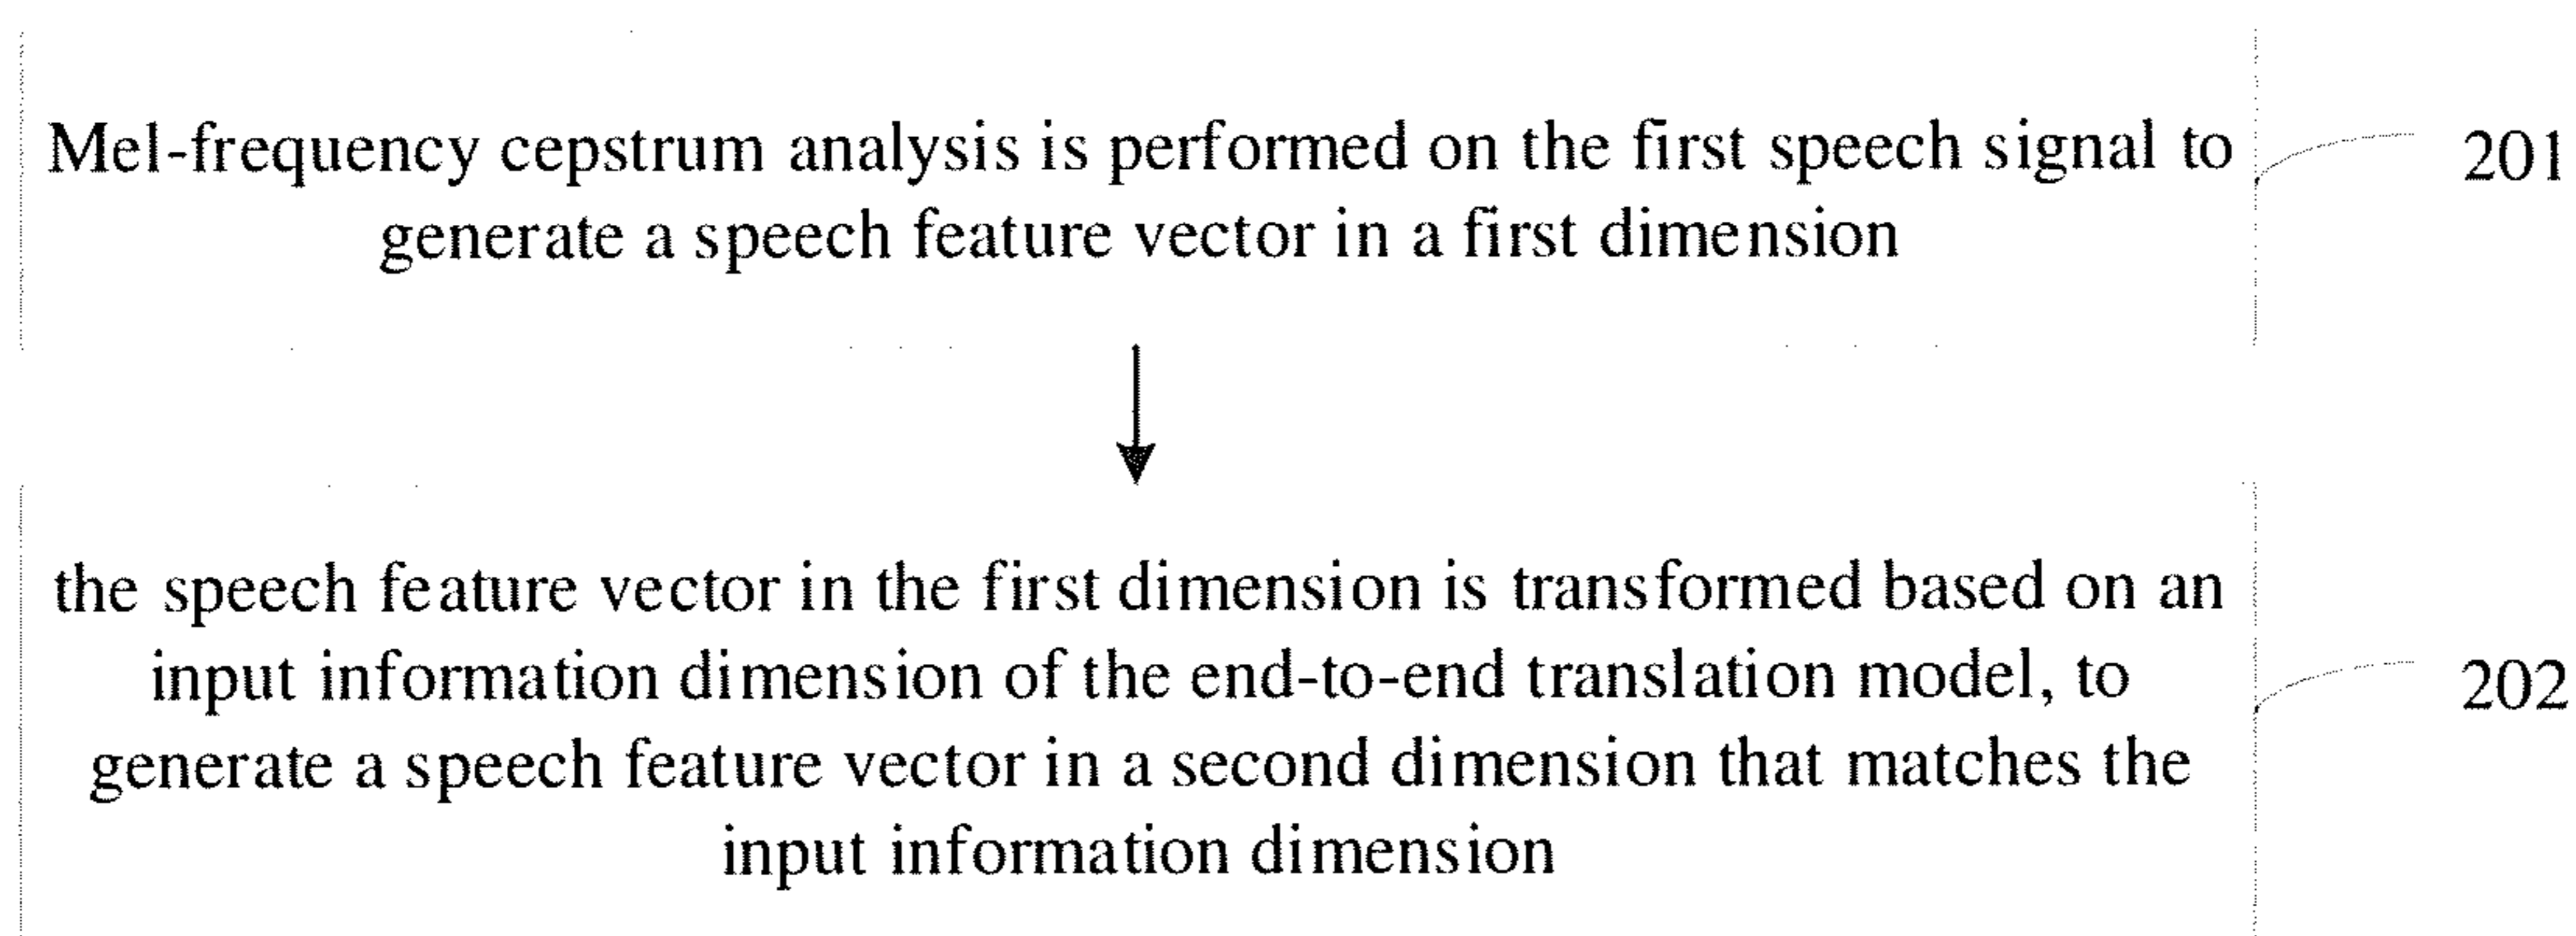 Mel-frequency cepstrum analysis is performed on the first speech signal to
generate a speech feature vector in a first dimension
201
the speech feature vector in the first dimension is transformed based on an
input information dimension of the end-to-end translation model, to
generate a speech feature vector in a second dimension that matches the
input information dimension
202